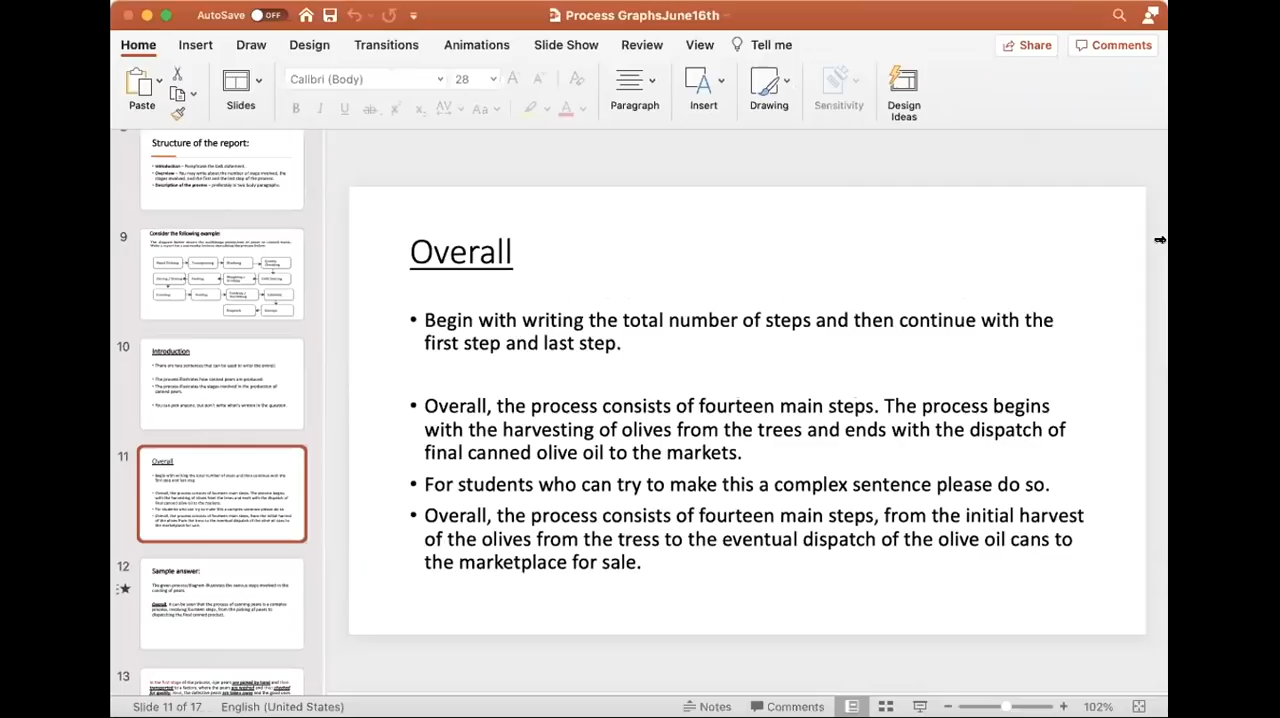 AutoSave OFF
Process GraphsJune16th
Home Insert Draw Design Transitions Animations Slide Show Review View Tell me
Share Comments
Paste Slides
Calibri (Body) 28
Paragraph Insert Drawing Sensitivity Design
Ideas
Structure of the report:
Introduction
Overview
Description of the process
9
Consider the following example:
10
Introduction
11
Overall
12
Sample answer:
13
Overall
• Begin with writing the total number of steps and then continue with the
first step and last step.
• Overall, the process consists of fourteen main steps. The process begins
with the harvesting of olives from the trees and ends with the dispatch of
final canned olive oil to the markets.
• For students who can try to make this a complex sentence please do so.
• Overall, the process consists of fourteen main steps, from the initial harvest
of the olives from the tress to the eventual dispatch of the olive oil cans to
the marketplace for sale.
Slide 11 of 17 English (United States) Notes Comments 102%